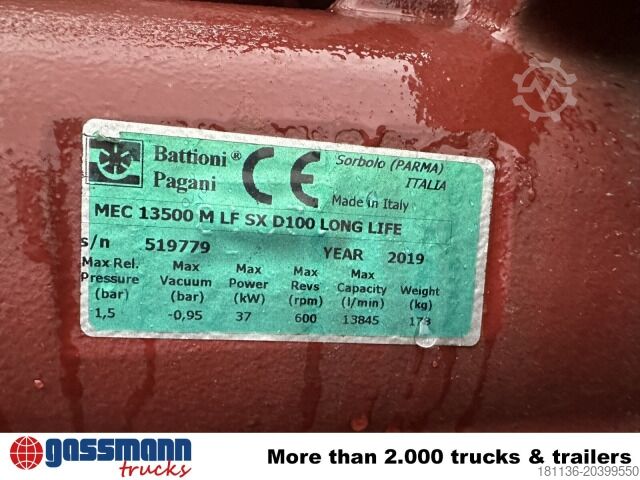 Battioni®
Pagani
CE
Sorbolo (PARMA)
ITALIA
Made in Italy
MEC 13500 M LF SX D100 LONG LIFE
s/n 519779 YEAR 2019
Max Rel. Pressure (bar) Max Vacuum (bar) Max Power (kW) Max Revs (rpm) Max Capacity (l/min) Weight (kg)
1,5 -0,95 37 600 13845
gassmann
trucks
More than 2.000 trucks & trailers
181136-20399550